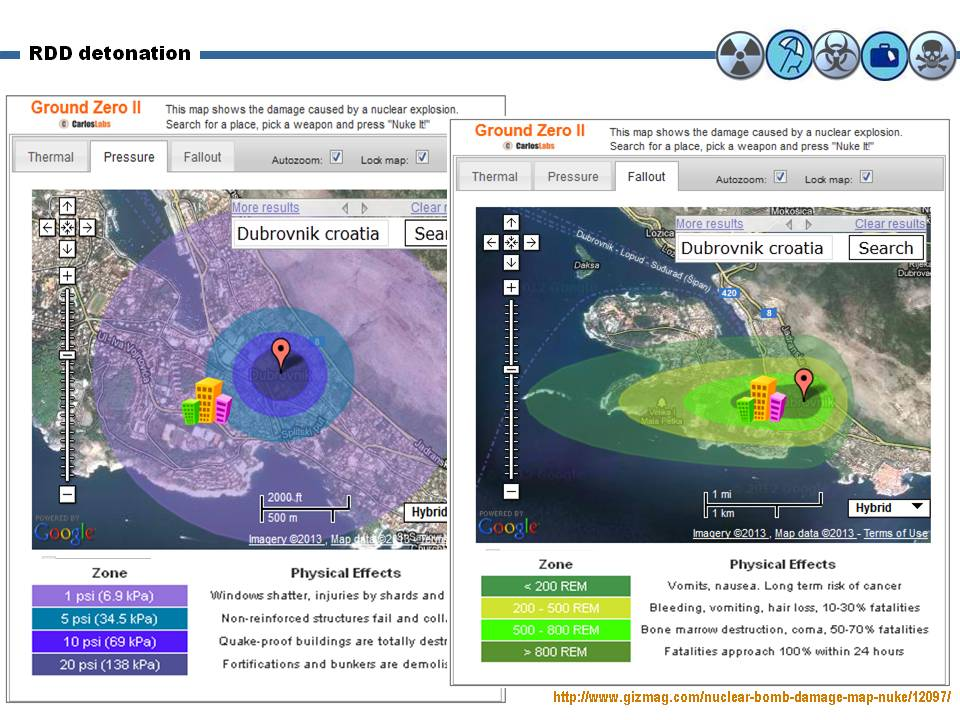 RDD detonation
Ground Zero II
© CarlosLabs
This map shows the damage caused by a nuclear explosion.
Search for a place, pick a weapon and press "Nuke It!"
Thermal
Pressure
Fallout
Autozoom:
Lock map:
More results
Clear r
Dubrovnik croatia
Sear
8
Dubrovnik
2000 ft
500 m
Hybrid
POWERED BY
Google
Imagery ©2013 , Map data ©2013
Zone
Physical Effects
1 psi (6.9 kPa)
Windows shatter, injuries by shards and
5 psi (34.5 kPa)
Non-reinforced structures fail and coll
10 psi (69 kPa)
Quake-proof buildings are totally dest
20 psi (138 kPa)
Fortifications and bunkers are demolis
Ground Zero II
© CarlosLabs
This map shows the damage caused by a nuclear explosion.
Search for a place, pick a weapon and press "Nuke It!"
Thermal
Pressure
Fallout
Autozoom:
Lock map:
Mokošica
More results
Clear results
Lozica
Dubrovnik croatia
Search
Dubrovnik - Lopud - Suđurađ (Šipan)
Daksa
420
8
Velika i
Mala Petka
1 mi
1 km
Hybrid
POWERED BY
Google
Imagery ©2013 , Map data ©2013 - Terms of Use
Zone
Physical Effects
< 200 REM
Vomits, nausea. Long term risk of cancer
200 - 500 REM
Bleeding, vomiting, hair loss, 10-30% fatalities
500 - 800 REM
Bone marrow destruction, coma, 50-70% fatalities
> 800 REM
Fatalities approach 100% within 24 hours
http://www.gizmag.com/nuclear-bomb-damage-map-nuke/12097/